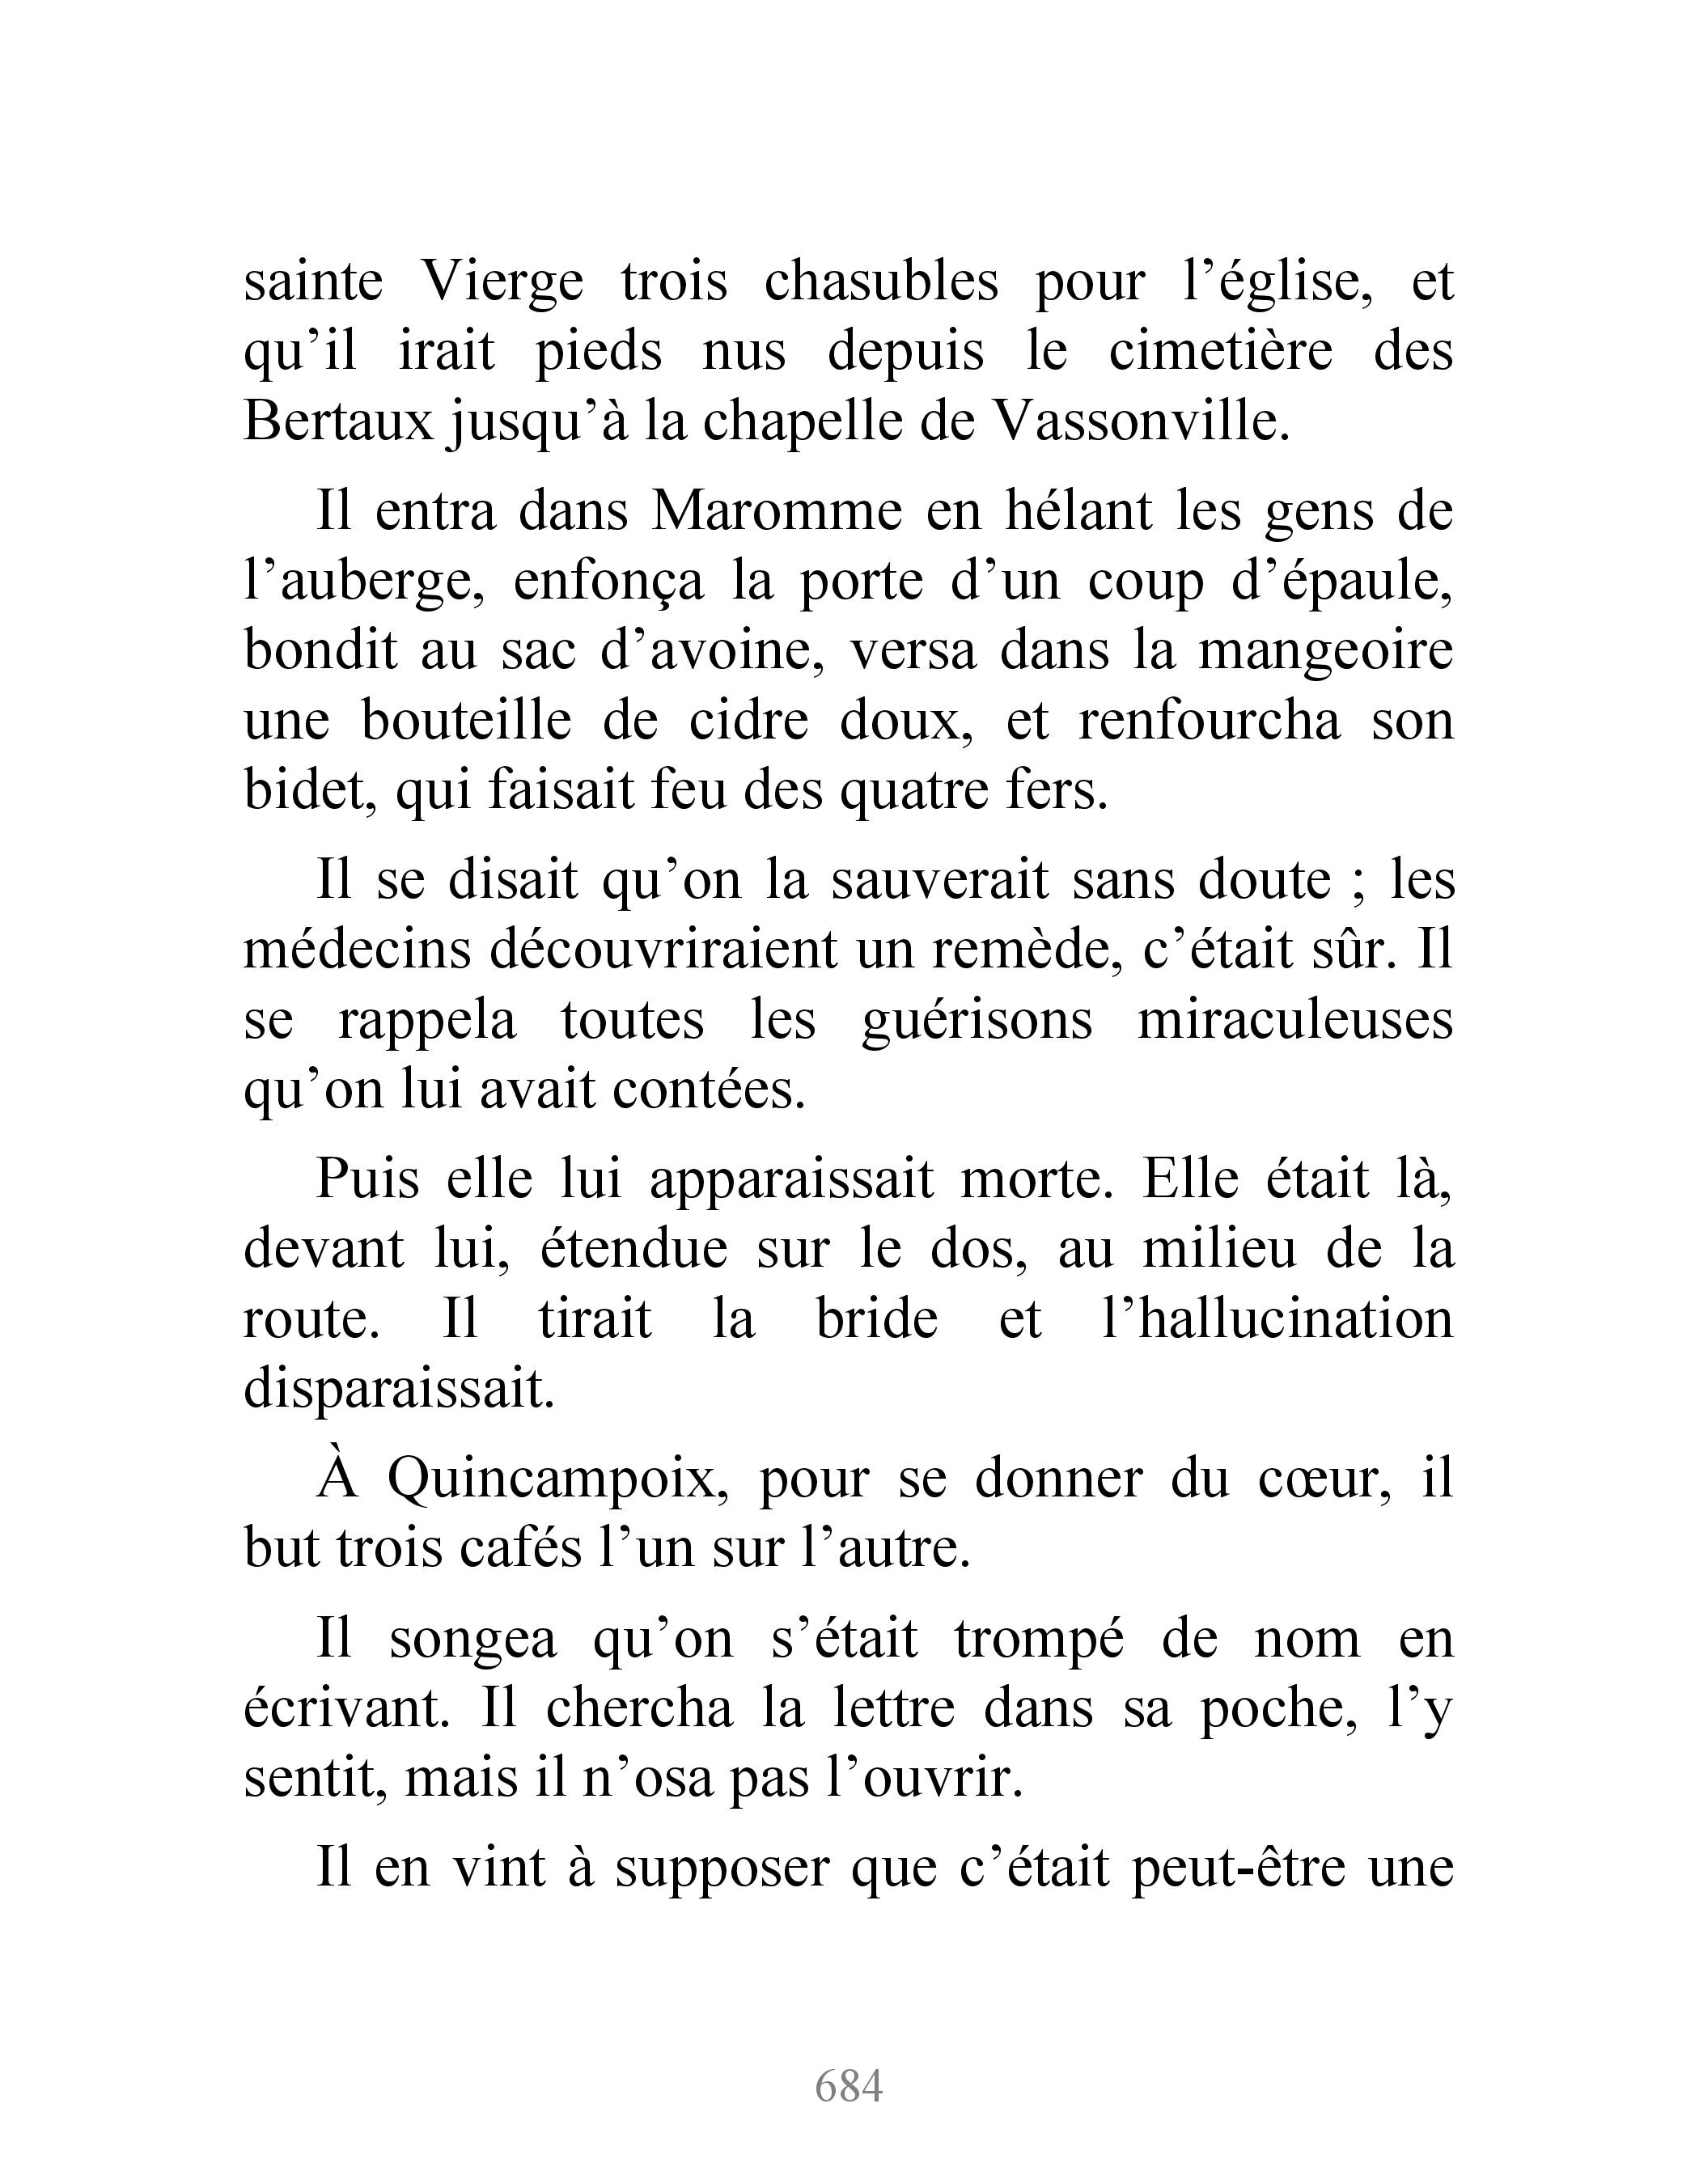 sainte Vierge trois chasubles pour l’église, et
qu’il irait pieds nus depuis le cimetière des
Bertaux jusqu’à la chapelle de Vassonville.
Il entra dans Maromme en hélant les gens de
l’auberge, enfonça la porte d’un coup d’épaule,
bondit au sac d’avoine, versa dans la mangeoire
une bouteille de cidre doux, et renfourcha son
bidet, qui faisait feu des quatre fers.
Il se disait qu’on la sauverait sans doute ; les
médecins découvriraient un remède, c’était sûr. Il
se rappela toutes les guérisons miraculeuses
qu’on lui avait contées.
Puis elle lui apparaissait morte. Elle était là,
devant lui, étendue sur le dos, au milieu de la
route. Il tirait la bride et l’hallucination
disparaissait.
À Quincampoix, pour se donner du cœur, il
but trois cafés l’un sur l’autre.
Il songea qu’on s’était trompé de nom en
écrivant. Il chercha la lettre dans sa poche, l’y
sentit, mais il n’osa pas l’ouvrir.
Il en vint à supposer que c’était peut-être une
684